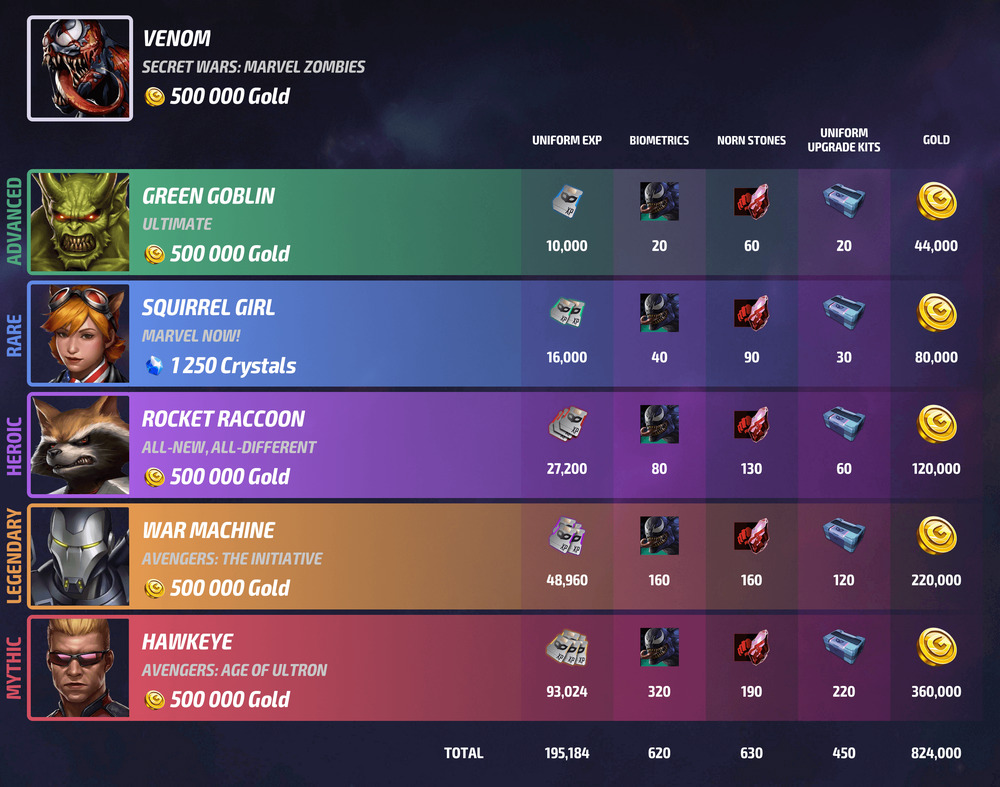 VENOM
SECRET WARS: MARVEL ZOMBIES
500 000 Gold
UNIFORM EXP BIOMETRICS NORN STONES UNIFORM UPGRADE KITS GOLD
ADVANCED
GREEN GOBLIN
ULTIMATE
500 000 Gold
10,000 20 60 20 44,000
RARE
SQUIRREL GIRL
MARVEL NOW!
1 250 Crystals
16,000 40 90 30 80,000
HEROIC
ROCKET RACCOON
ALL-NEW, ALL-DIFFERENT
500 000 Gold
27,200 80 130 60 120,000
LEGENDARY
WAR MACHINE
AVENGERS: THE INITIATIVE
500 000 Gold
48,960 160 160 120 220,000
MYTHIC
HAWKEYE
AVENGERS: AGE OF ULTRON
500 000 Gold
93,024 320 190 220 360,000
TOTAL 195,184 620 630 450 824,000